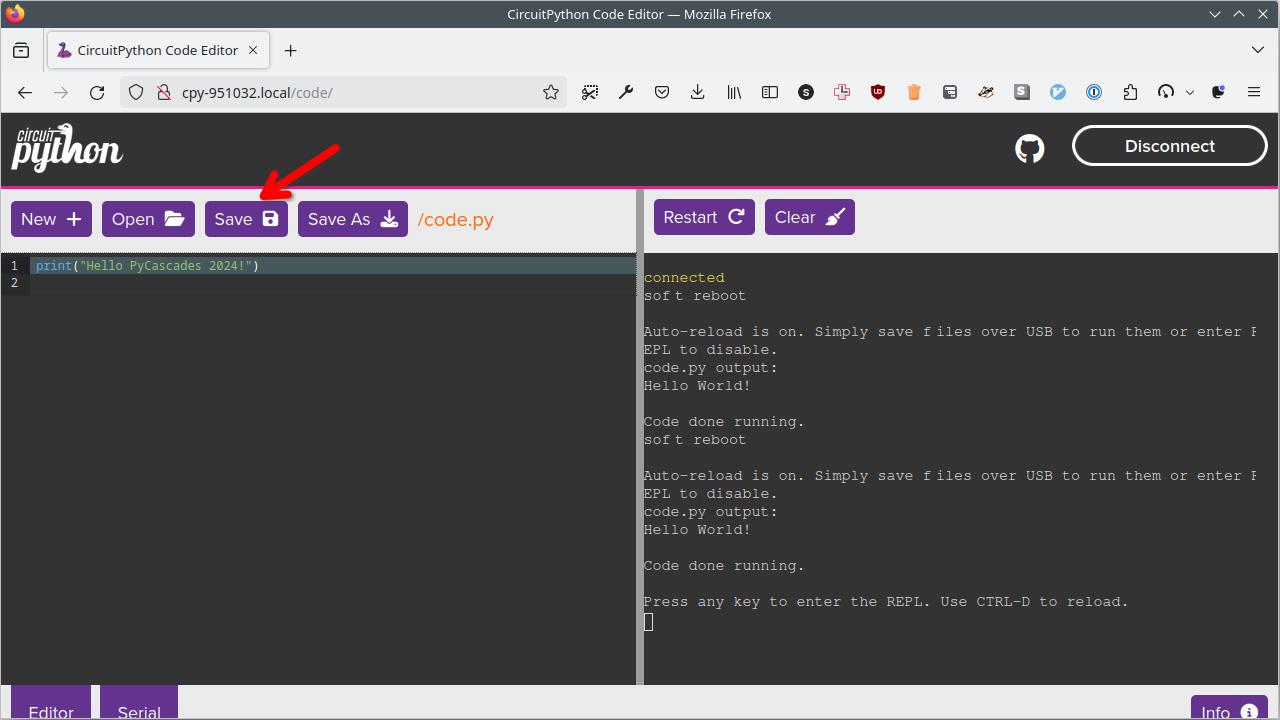 CircuitPython Code Editor — Mozilla Firefox
CircuitPython Code Editor
cpy-951032.local/code/
circuit
python
Disconnect
New
Open
Save
Save As
/code.py
Restart
Clear
1 print("Hello PyCascades 2024!")
2
connected
soft reboot
Auto-reload is on. Simply save files over USB to run them or enter R
EPL to disable.
code.py output:
Hello World!
Code done running.
soft reboot
Auto-reload is on. Simply save files over USB to run them or enter R
EPL to disable.
code.py output:
Hello World!
Code done running.
Press any key to enter the REPL. Use CTRL-D to reload.
Editor
Serial
Info